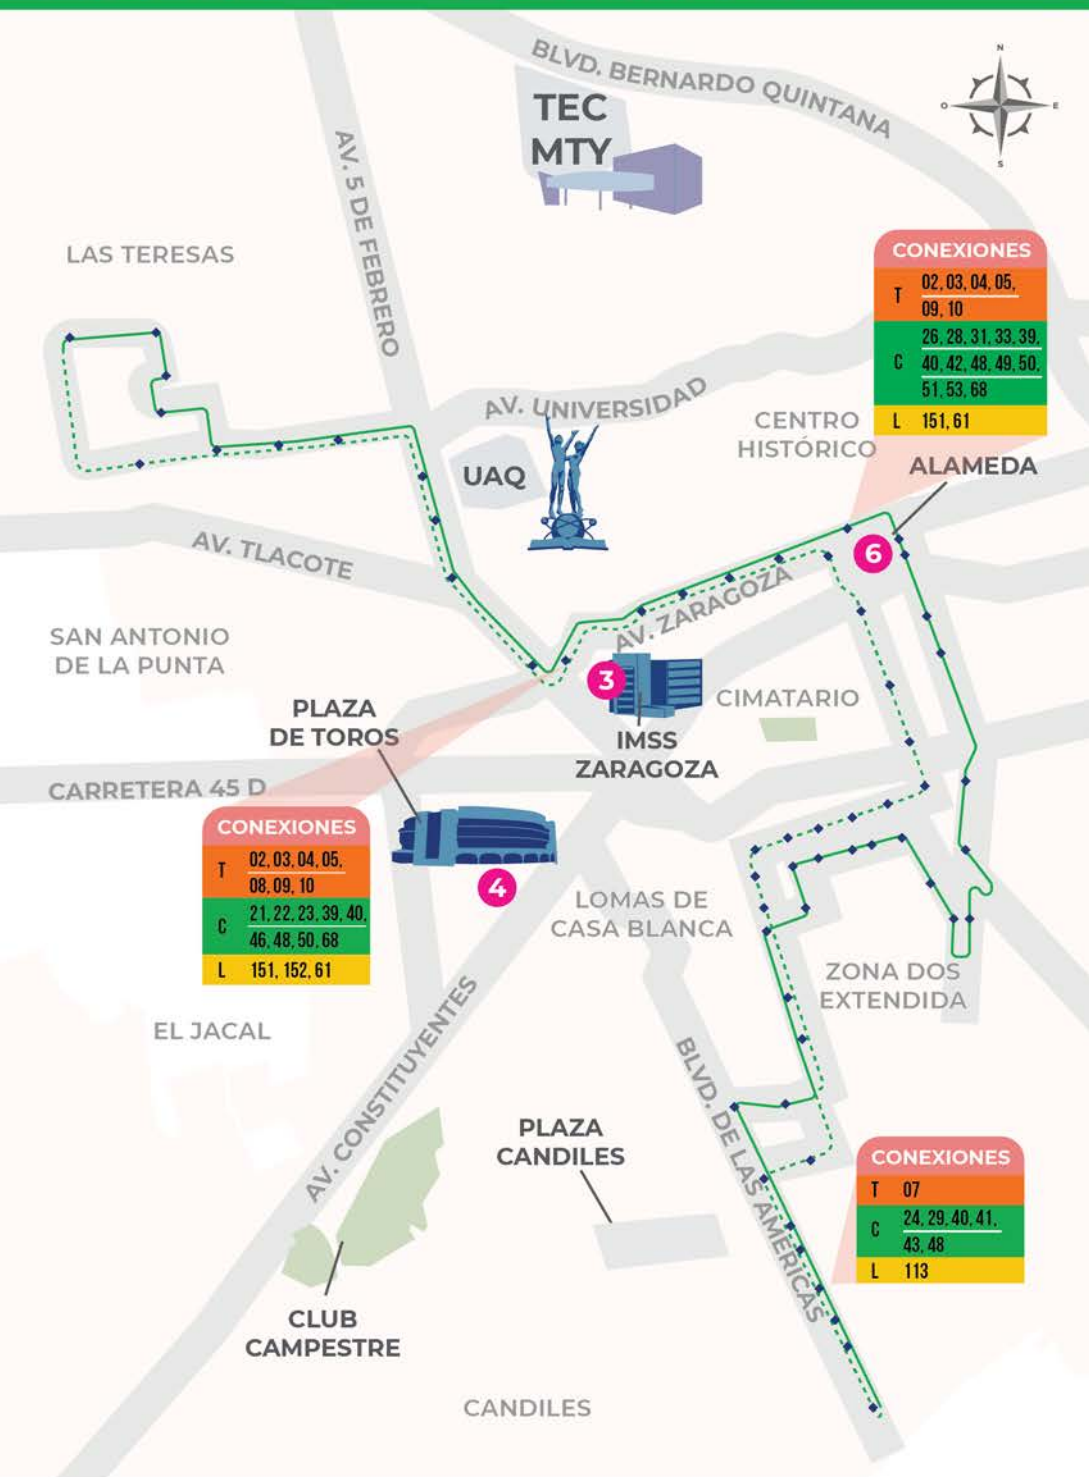 BLVD. BERNARDO QUINTANA
N
O
E
S
TEC
MTY
AV. 5 DE FEBRERO
LAS TERESAS
CONEXIONES
T 02, 03, 04, 05,
09, 10
C 26, 28, 31, 33, 39,
40, 42, 48, 49, 50,
51, 53, 68
L 151, 61
AV. UNIVERSIDAD
CENTRO
HISTÓRICO
ALAMEDA
UAQ
AV. TLACOTE
6
AV. ZARAGOZA
SAN ANTONIO
DE LA PUNTA
3
CIMATARIO
PLAZA
DE TOROS
IMSS
ZARAGOZA
CARRETERA 45 D
CONEXIONES
T 02, 03, 04, 05,
08, 09, 10
C 21, 22, 23, 39, 40,
46, 48, 50, 68
L 151, 152, 61
4
LOMAS DE
CASA BLANCA
ZONA DOS
EXTENDIDA
EL JACAL
AV. CONSTITUYENTES
BLVD. DE LAS AMÉRICAS
PLAZA
CANDILES
CONEXIONES
T 07
C 24, 29, 40, 41,
43, 48
L 113
CLUB
CAMPESTRE
CANDILES